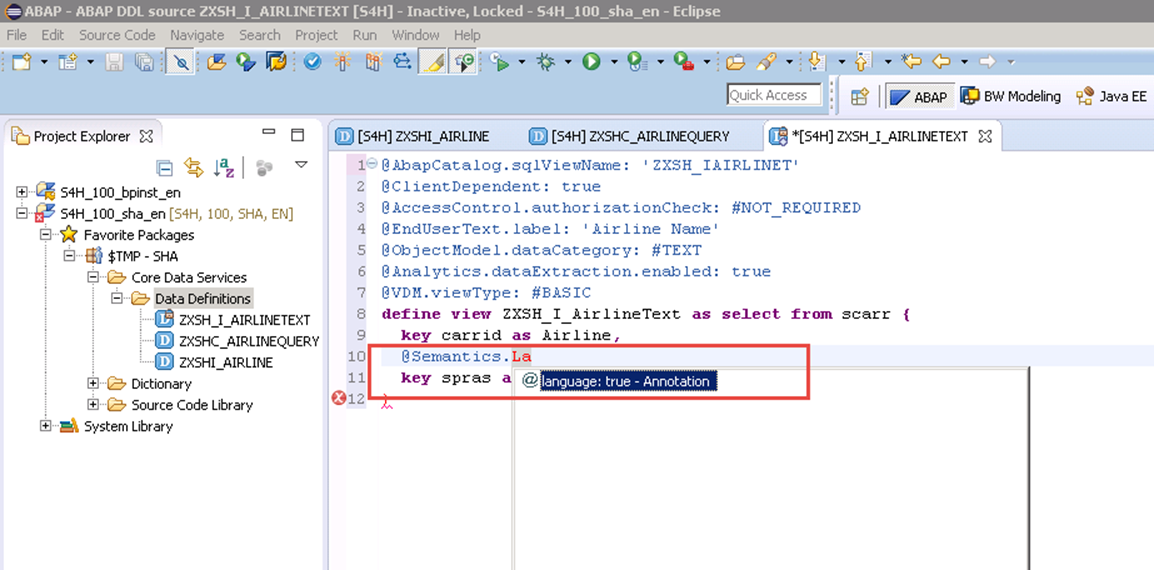 ABAP - ABAP DDL source ZXSH_I_AIRLINETEXT [S4H] - Inactive, Locked - S4H_100_sha_en - Eclipse
File Edit Source Code Navigate Search Project Run Window Help
Quick Access
ABAP
BW Modeling
Java EE
Project Explorer
S4H_100_bpinst_en
S4H_100_sha_en [S4H, 100, SHA, EN]
Favorite Packages
$TMP - SHA
Core Data Services
Data Definitions
ZXSH_I_AIRLINETEXT
ZXSHC_AIRLINEQUERY
ZXSHI_AIRLINE
Dictionary
Source Code Library
System Library
[S4H] ZXSHI_AIRLINE
[S4H] ZXSHC_AIRLINEQUERY
*[S4H] ZXSH_I_AIRLINETEXT
1 @AbapCatalog.sqlViewName: 'ZXSH_IAIRLINET'
2 @ClientDependent: true
3 @AccessControl.authorizationCheck: #NOT_REQUIRED
4 @EndUserText.label: 'Airline Name'
5 @ObjectModel.dataCategory: #TEXT
6 @Analytics.dataExtraction.enabled: true
7 @VDM.viewType: #BASIC
8 define view ZXSH_I_AirlineText as select from scarr {
9 key carrid as Airline,
10 @Semantics.La
11 key spras a
@ language: true - Annotation
12 }